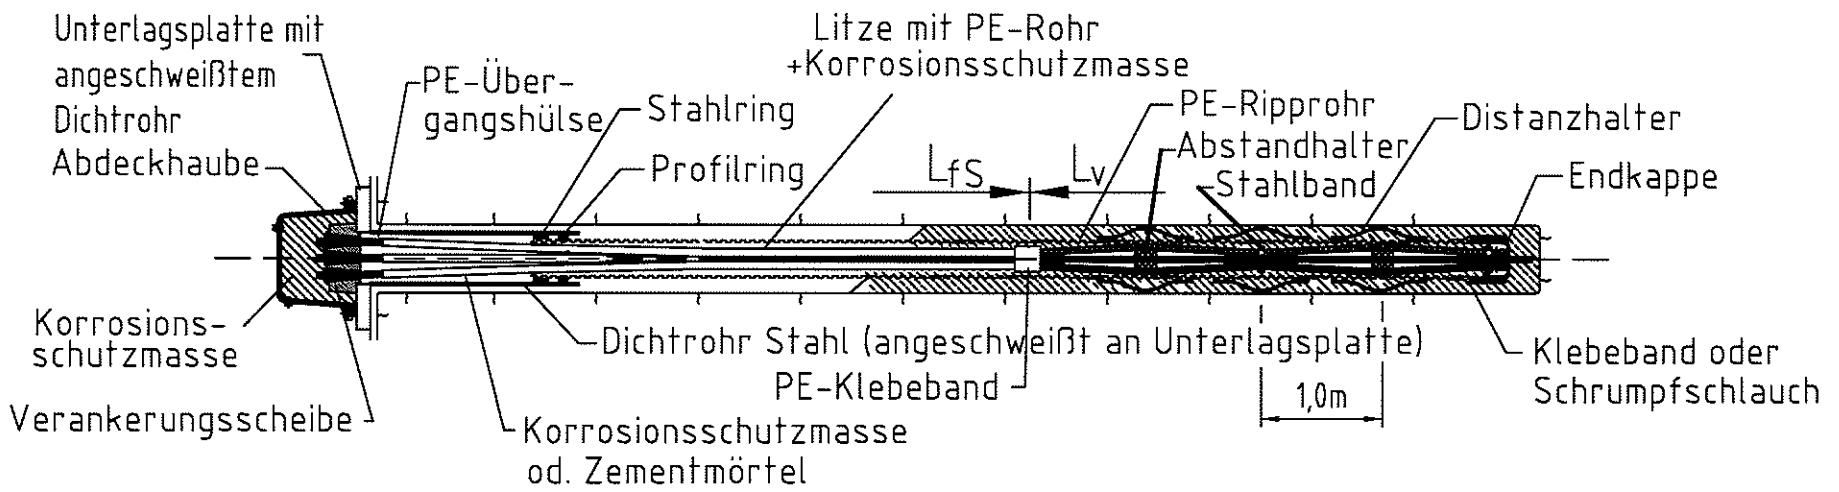 Unterlagsplatte mit
angeschweißtem
Dichtrohr
Abdeckhaube
PE-Über-
gangshülse
Stahlring
Profilring
Litze mit PE-Rohr
+Korrosionsschutzmasse
LfS
Lv
PE-Ripprohr
Abstandhalter
Stahlband
Distanzhalter
Endkappe
Korrosions-
schutzmasse
Verankerungsscheibe
Dichtrohr Stahl (angeschweißt an Unterlagsplatte)
PE-Klebeband
Korrosionsschutzmasse
od. Zementmörtel
1,0m
Klebeband oder
Schrumpfschlauch